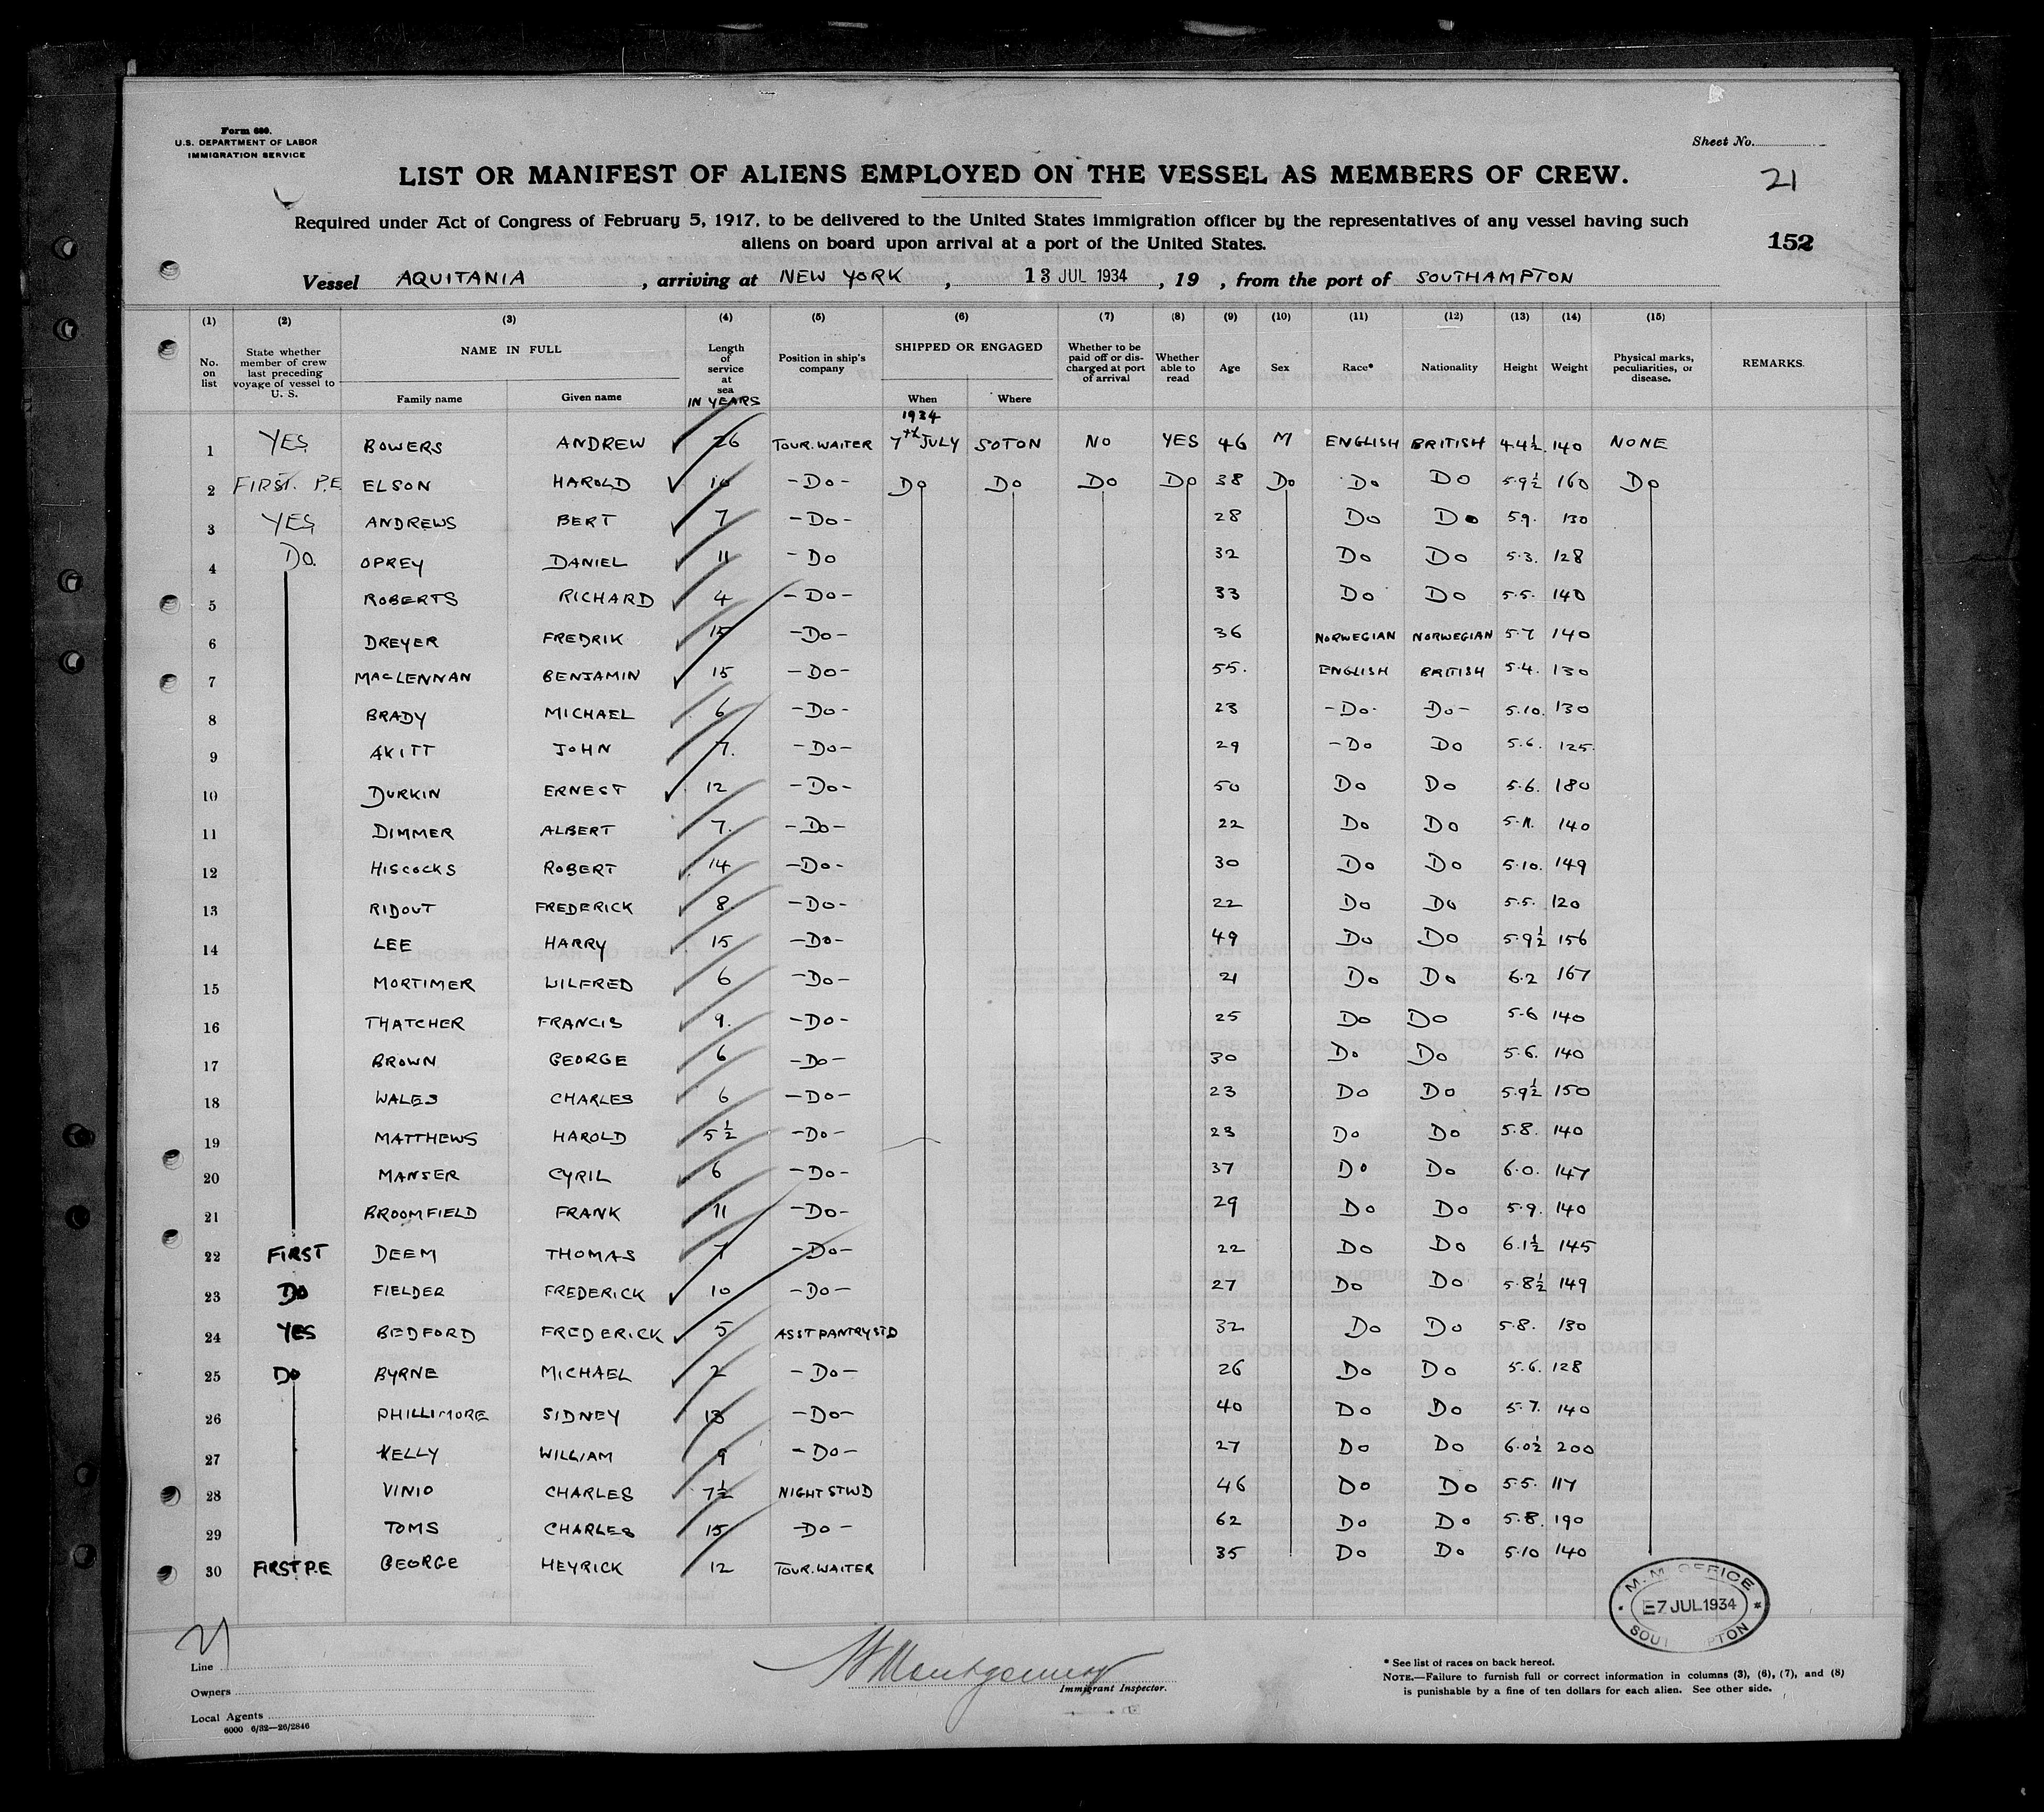 Form 680.
U.S. DEPARTMENT OF LABOR
IMMIGRATION SERVICE
Sheet No.
LIST OR MANIFEST OF ALIENS EMPLOYED ON THE VESSEL AS MEMBERS OF CREW.
21
Required under Act of Congress of February 5, 1917, to be delivered to the United States immigration officer by the representatives of any vessel having such
aliens on board upon arrival at a port of the United States.
152
Vessel AQUITANIA , arriving at NEW YORK , 13 JUL 1934 , 19 , from the port of SOUTHAMPTON
(1) (2) (3) (4) (5) (6) (7) (8) (9) (10) (11) (12) (13) (14) (15)
No. on list State whether member of crew last preceding voyage of vessel to U. S. NAME IN FULL Length of service at sea IN YEARS Position in ship's company SHIPPED OR ENGAGED Whether to be paid off or discharged at port of arrival Whether able to read Age Sex Race* Nationality Height Weight Physical marks, peculiarities, or disease. REMARKS.
Family name Given name When Where
1934
1 YES BOWERS ANDREW 26 TOUR. WAITER 7th JULY SOTON NO YES 46 M ENGLISH BRITISH 4 4½ 140 NONE
2 FIRST. P.E ELSON HAROLD 16 -DO- DO DO DO DO 38 DO DO DO 5.9½ 160 DO
3 YES ANDREWS BERT 7 -DO- 28 DO DO 59. 130
4 DO. OPREY DANIEL 11 -DO 32 DO DO 5.3. 128
5 ROBERTS RICHARD 4 -DO- 33 DO DO 5.5. 140
6 DREYER FREDRIK 15 -DO- 36 NORWEGIAN NORWEGIAN 5.7 140
7 MACLENNAN BENJAMIN 15 -DO- 55. ENGLISH BRITISH 5.4. 130
8 BRADY MICHAEL 6 -DO- 23 -DO- -DO- 5.10. 130
9 AKITT JOHN 7. -DO- 29 -DO DO 5.6. 125.
10 DURKIN ERNEST 12 -DO- 50 DO DO 5.6. 180
11 DIMMER ALBERT 7. -DO- 22 DO DO 5.11. 140
12 HISCOCKS ROBERT 14 -DO- 30 DO DO 5.10. 149
13 RIDOUT FREDERICK 8 -DO- 22 DO DO 5.5. 120
14 LEE HARRY 15 -DO- 49 DO DO 5.9½ 156
15 MORTIMER WILFRED 6 -DO- 21 DO DO 6.2 167
16 THATCHER FRANCIS 9. -DO- 25 DO DO 5.6 140
17 BROWN GEORGE 6 -DO- 30 DO DO 5.6. 140
18 WALES CHARLES 6 -DO- 23 DO DO 5.9½ 150
19 MATTHEWS HAROLD 5½ -DO- 23 DO DO 5.8. 140
20 MANSER CYRIL 6 -DO- 37 DO DO 6.0. 147
21 BROOMFIELD FRANK 11 -DO- 29 DO DO 5.9. 140
22 FIRST DEEM THOMAS 7 -DO- 22 DO DO 6.1½ 145
23 DO FIELDER FREDERICK 10 -DO- 27 DO DO 5.8½ 149
24 YES BEDFORD FREDERICK 5 ASST PANTRY STD 32 DO DO 5.8. 130
25 DO BYRNE MICHAEL 2 -DO- 26 DO DO 5.6. 128
26 PHILLIMORE SIDNEY 13 -DO- 40 DO DO 5.7. 140
27 KELLY WILLIAM 9 -DO- 27 DO DO 6.0½ 200
28 VINIO CHARLES 7½ NIGHT STWD 46 DO DO 5.5. 117
29 TOMS CHARLES 15 -DO- 62 DO DO 5.8. 190
30 FIRST P.E GEORGE HEYRICK 12 TOUR. WAITER 35 DO DO 5.10 140
M. M. OFFICE
E7 JUL 1934
21
Line
Owners
Local Agents
6000 6/32—26/2846
Montgomery
Immigrant Inspector.
* See list of races on back hereof.
NOTE.—Failure to furnish full or correct information in columns (3), (6), (7), and (8)
is punishable by a fine of ten dollars for each alien. See other side.